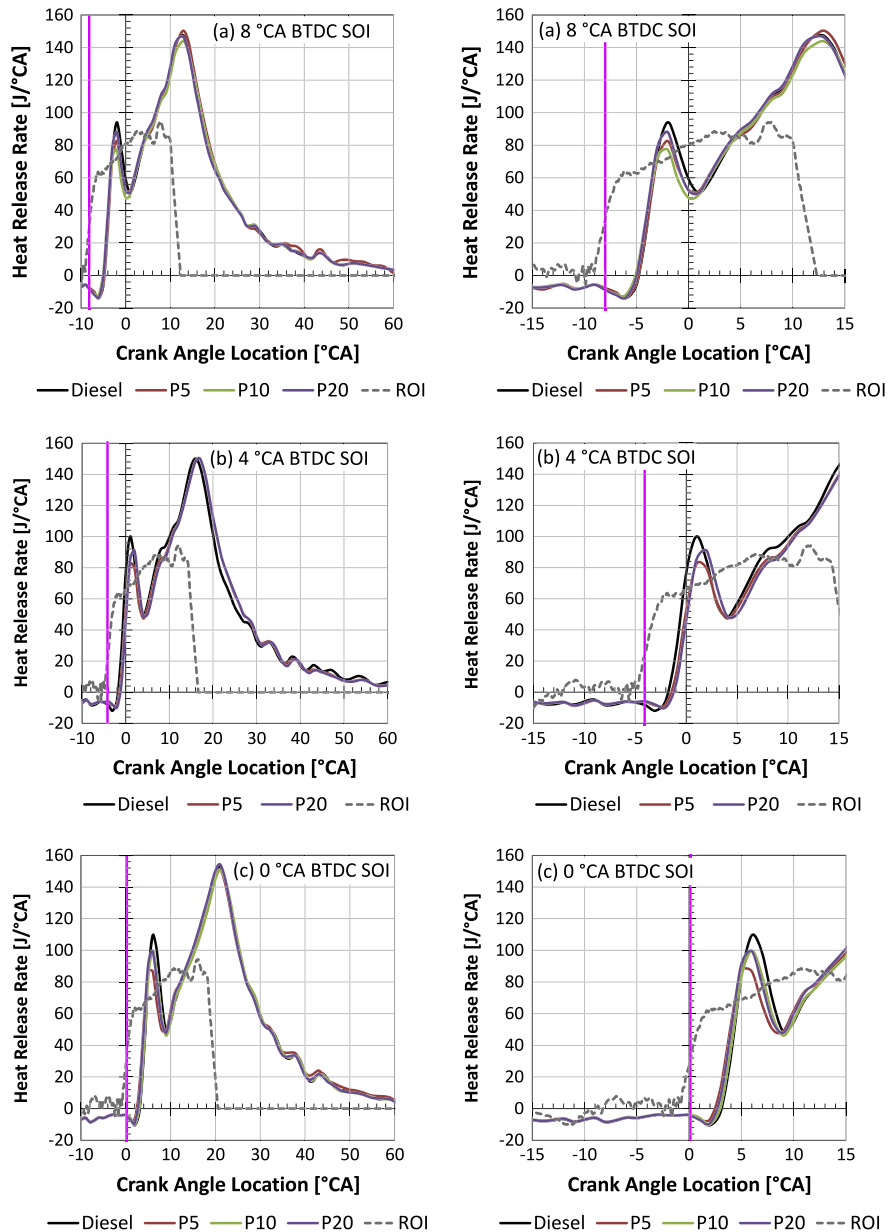 (a) 8 °CA BTDC SOI
Heat Release Rate [J/°CA]
160
140
120
100
80
60
40
20
0
-20
-10 0 10 20 30 40 50 60
Crank Angle Location [°CA]
Diesel P5 P10 P20 ROI
(a) 8 °CA BTDC SOI
Heat Release Rate [J/°CA]
160
140
120
100
80
60
40
20
0
-20
-15 -10 -5 0 5 10 15
Crank Angle Location [°CA]
Diesel P5 P10 P20 ROI
(b) 4 °CA BTDC SOI
Heat Release Rate [J/°CA]
160
140
120
100
80
60
40
20
0
-20
-10 0 10 20 30 40 50 60
Crank Angle Location [°CA]
Diesel P5 P20 ROI
(b) 4 °CA BTDC SOI
Heat Release Rate [J/°CA]
160
140
120
100
80
60
40
20
0
-20
-15 -10 -5 0 5 10 15
Crank Angle Location [°CA]
Diesel P5 P20 ROI
(c) 0 °CA BTDC SOI
Heat Release Rate [J/°CA]
160
140
120
100
80
60
40
20
0
-20
-10 0 10 20 30 40 50 60
Crank Angle Location [°CA]
Diesel P5 P10 P20 ROI
(c) 0 °CA BTDC SOI
Heat Release Rate [J/°CA]
160
140
120
100
80
60
40
20
0
-20
-15 -10 -5 0 5 10 15
Crank Angle Location [°CA]
Diesel P5 P10 P20 ROI